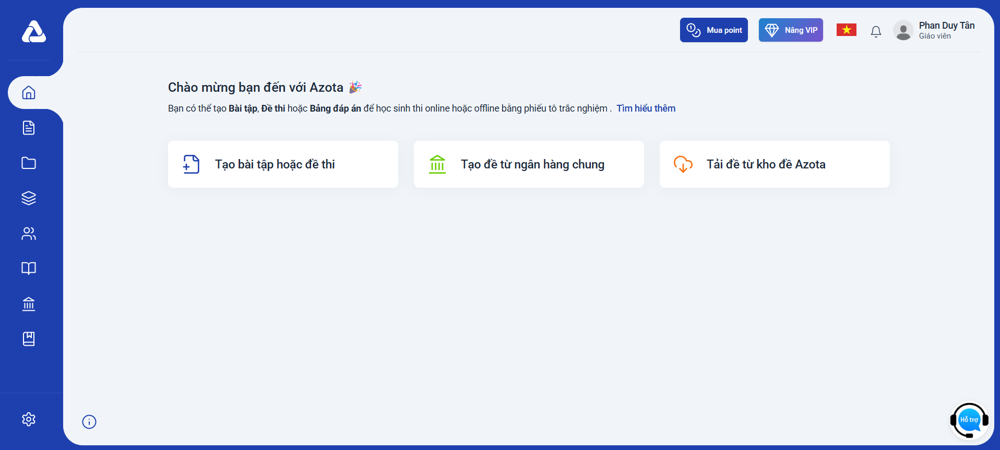 Mua point
Nâng VIP
Phan Duy Tân
Giáo viên
Chào mừng bạn đến với Azota 🎉
Bạn có thể tạo Bài tập, Đề thi hoặc Bảng đáp án để học sinh thi online hoặc offline bằng phiếu tô trắc nghiệm . Tìm hiểu thêm
Tạo bài tập hoặc đề thi
Tạo đề từ ngân hàng chung
Tải đề từ kho đề Azota
Hỗ trợ